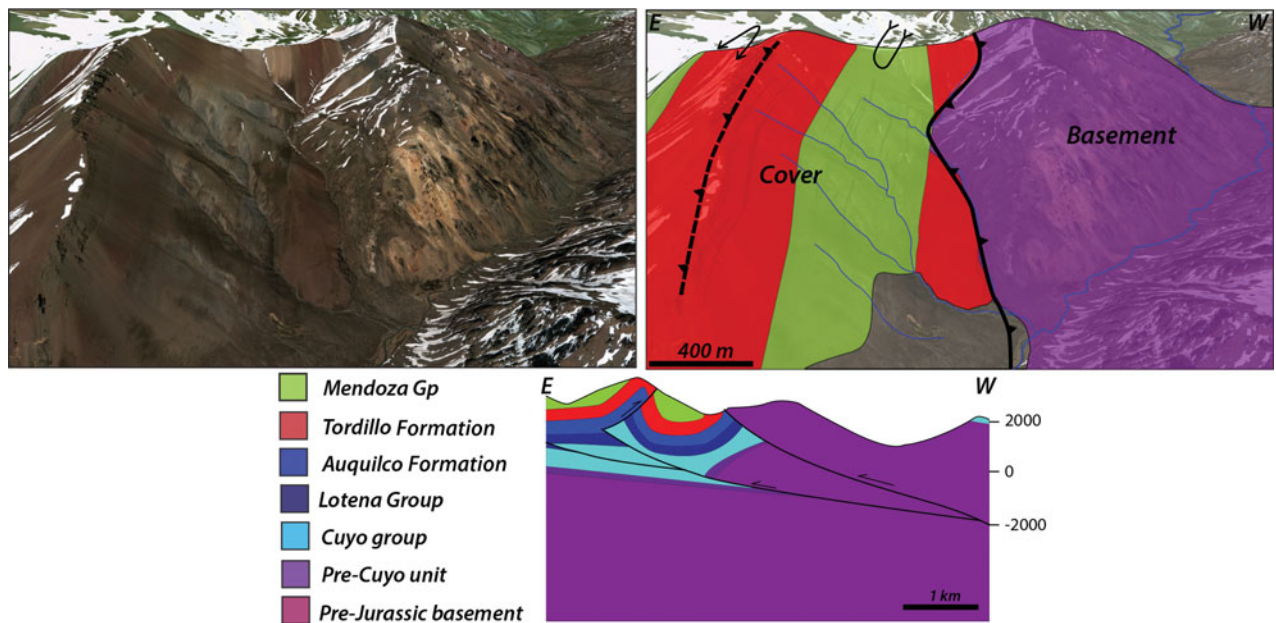 E
W
Cover
Basement
400 m
Mendoza Gp
Tordillo Formation
Auquilco Formation
Lotena Group
Cuyo group
Pre-Cuyo unit
Pre-Jurassic basement
E
W
2000
0
-2000
1 km